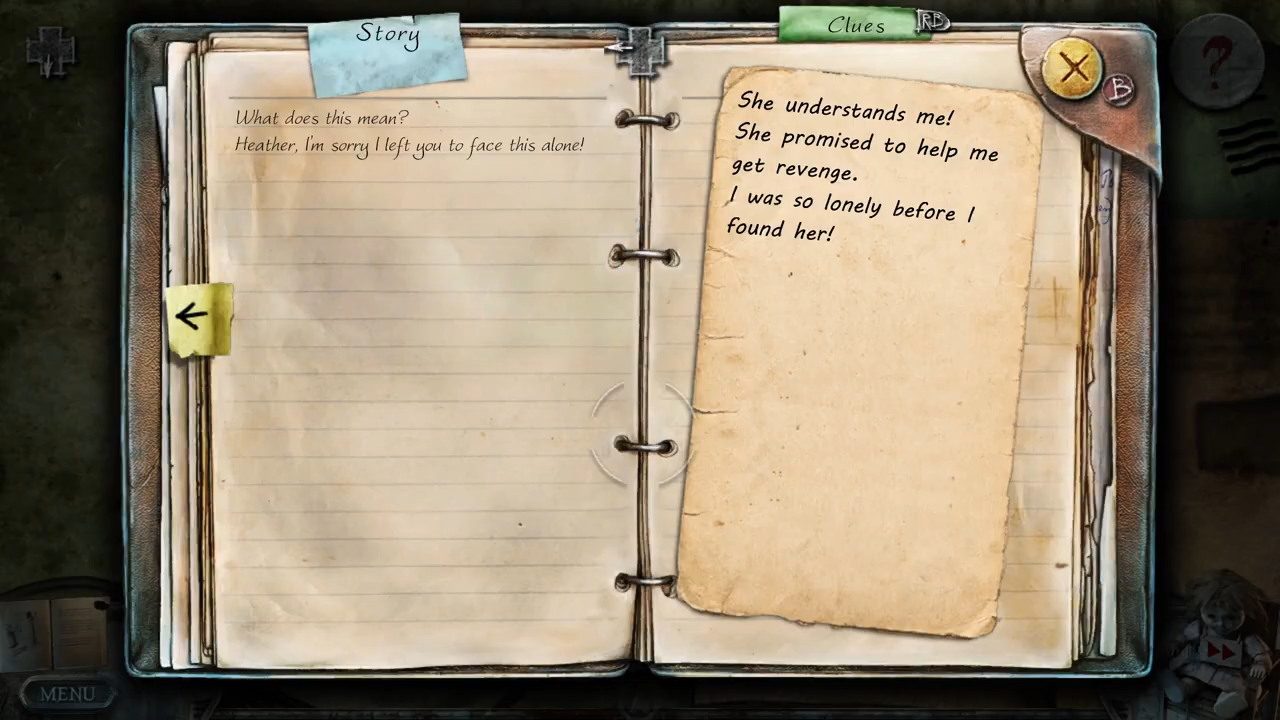 Story
What does this mean?
Heather, I'm sorry I left you to face this alone!
Clues
RB
B
She understands me!
She promised to help me
get revenge.
I was so lonely before I
found her!
MENU